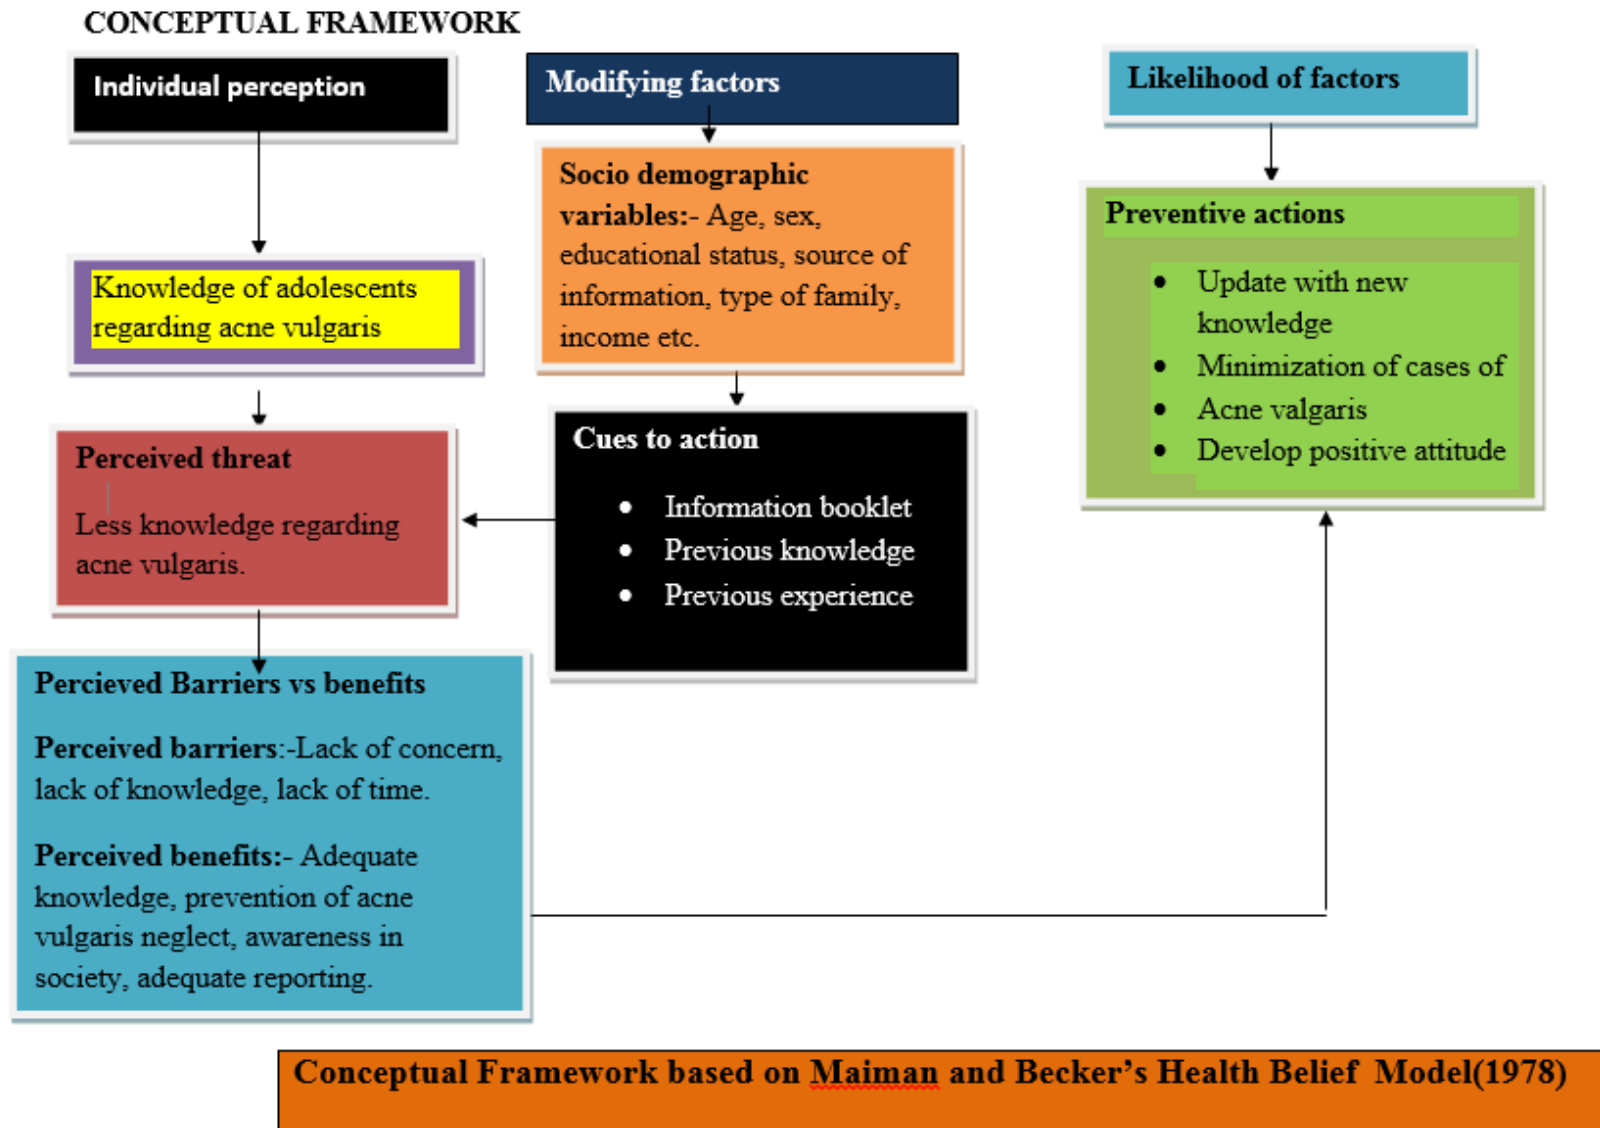 CONCEPTUAL FRAMEWORK
Individual perception
Knowledge of adolescents
regarding acne vulgaris
Perceived threat
Less knowledge regarding
acne vulgaris.
Percieved Barriers vs benefits
Perceived barriers:-Lack of concern,
lack of knowledge, lack of time.
Perceived benefits:- Adequate
knowledge, prevention of acne
vulgaris neglect, awareness in
society, adequate reporting.
Modifying factors
Socio demographic
variables:- Age, sex,
educational status, source of
information, type of family,
income etc.
Cues to action
• Information booklet
• Previous knowledge
• Previous experience
Likelihood of factors
Preventive actions
• Update with new
knowledge
• Minimization of cases of
• Acne valgaris
• Develop positive attitude
Conceptual Framework based on Maiman and Becker’s Health Belief Model(1978)